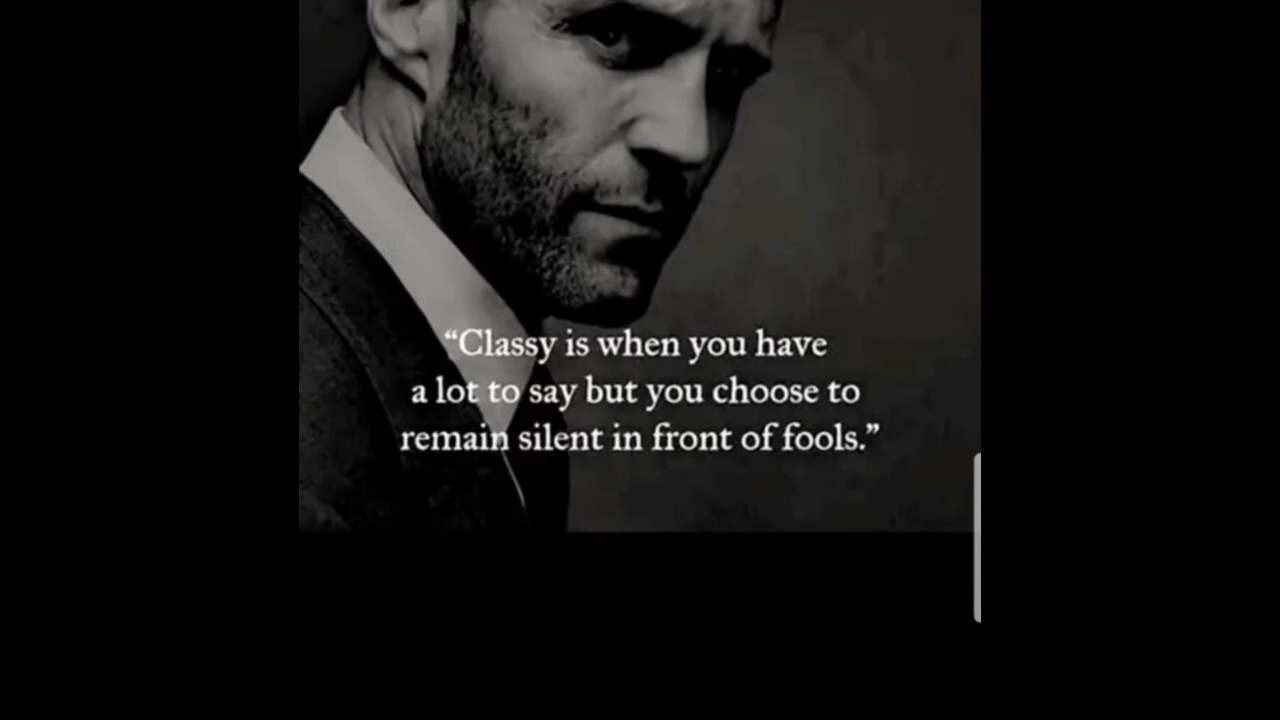 “Classy is when you have
a lot to say but you choose to
remain silent in front of fools.”